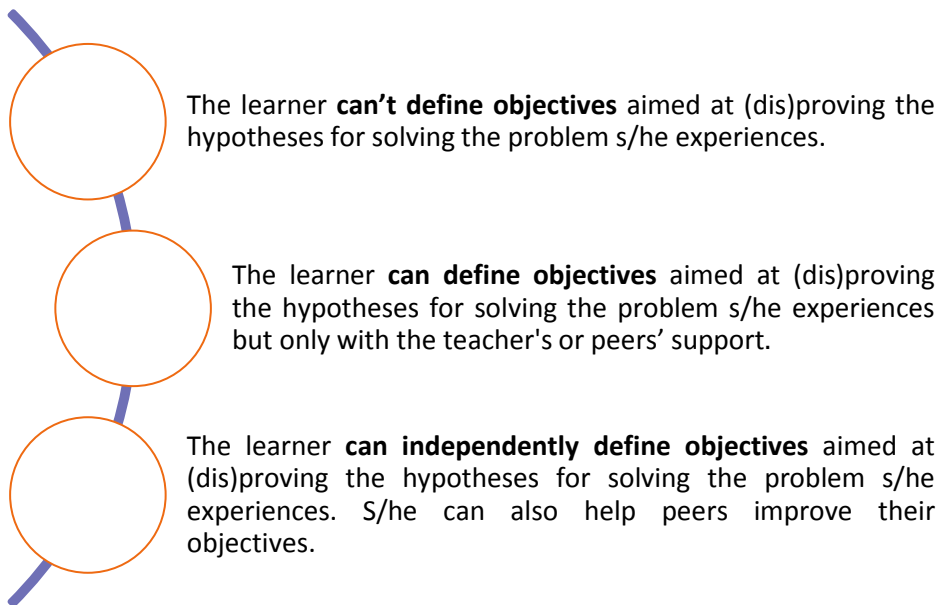 The learner can’t define objectives aimed at (dis)proving the
hypotheses for solving the problem s/he experiences.
The learner can define objectives aimed at (dis)proving
the hypotheses for solving the problem s/he experiences
but only with the teacher's or peers’ support.
The learner can independently define objectives aimed at
(dis)proving the hypotheses for solving the problem s/he
experiences. S/he can also help peers improve their
objectives.